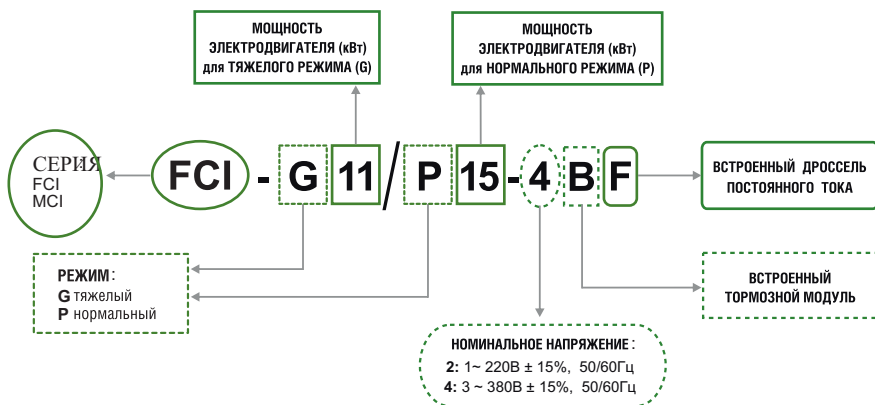 МОЩНОСТЬ
ЭЛЕКТРОДВИГАТЕЛЯ (кВт)
для ТЯЖЕЛОГО РЕЖИМА (G)
МОЩНОСТЬ
ЭЛЕКТРОДВИГАТЕЛЯ (кВт)
для НОРМАЛЬНОГО РЕЖИМА (P)
СЕРИЯ
FCI
MCI
FCI - G 11 / P 15 - 4 B F
ВСТРОЕННЫЙ ДРОССЕЛЬ
ПОСТОЯННОГО ТОКА
РЕЖИМ:
G тяжелый
P нормальный
ВСТРОЕННЫЙ
ТОРМОЗНОЙ МОДУЛЬ
НОМИНАЛЬНОЕ НАПРЯЖЕНИЕ:
2: 1~ 220В ± 15%, 50/60Гц
4: 3 ~ 380В ± 15%, 50/60Гц